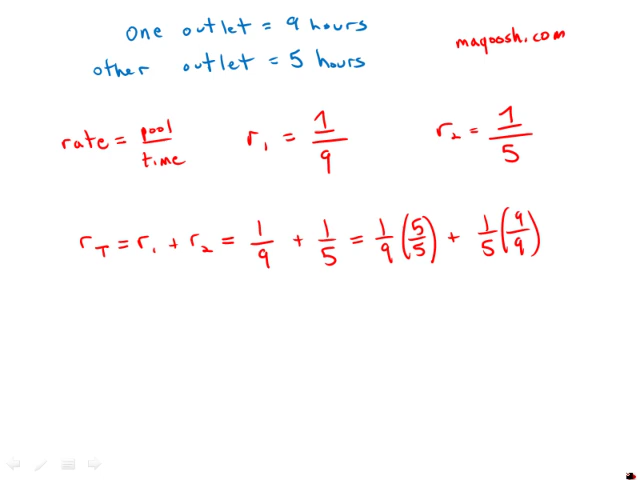 One outlet = 9 hours
other outlet = 5 hours
magoosh.com
rate = pool/time r₁ = 1/9 r₂ = 1/5
r_T = r₁ + r₂ = 1/9 + 1/5 = 1/9 (5/5) + 1/5 (9/9)